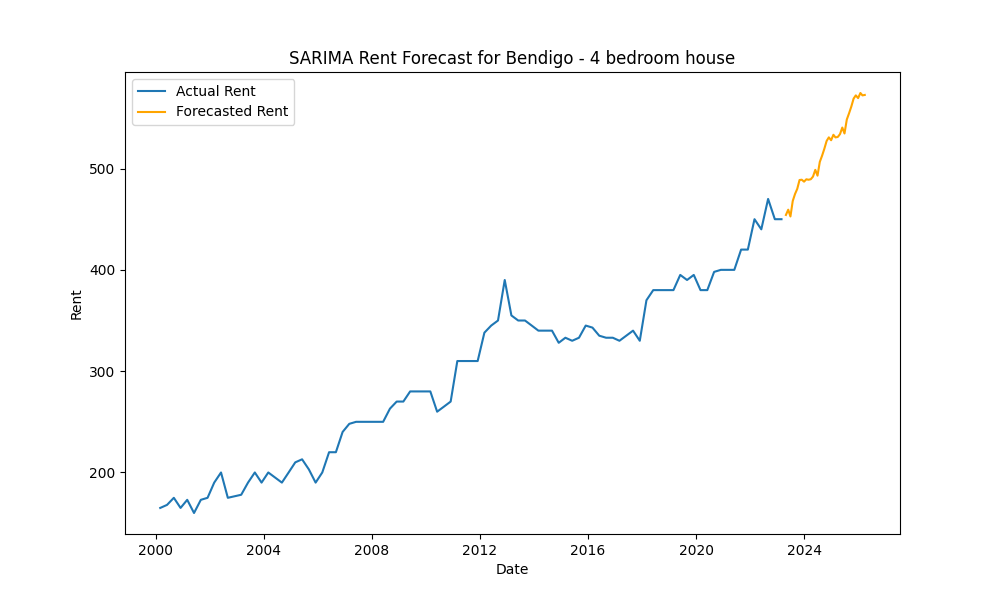 SARIMA Rent Forecast for Bendigo - 4 bedroom house
Actual Rent
Forecasted Rent
500
400
300
200
Rent
2000 2004 2008 2012 2016 2020 2024
Date